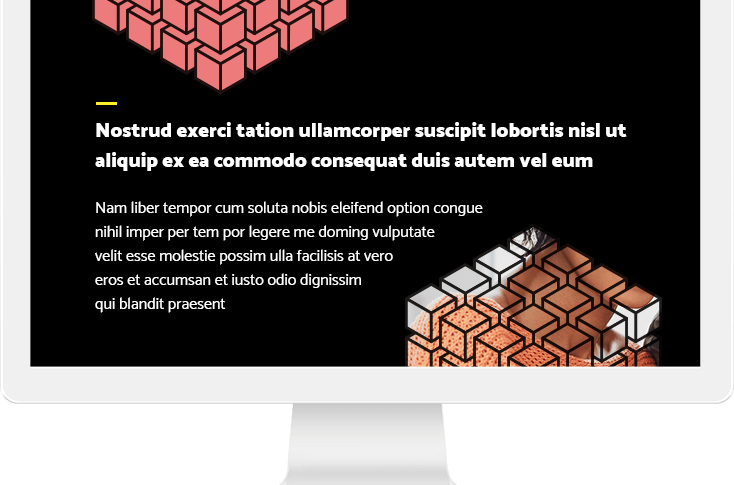 Nostrud exerci tation ullamcorper suscipit lobortis nisl ut
aliquip ex ea commodo consequat duis autem vel eum
Nam liber tempor cum soluta nobis eleifend option congue
nihil imper per tem por legere me doming vulputate
velit esse molestie possim ulla facilisis at vero
eros et accumsan et iusto odio dignissim
qui blandit praesent